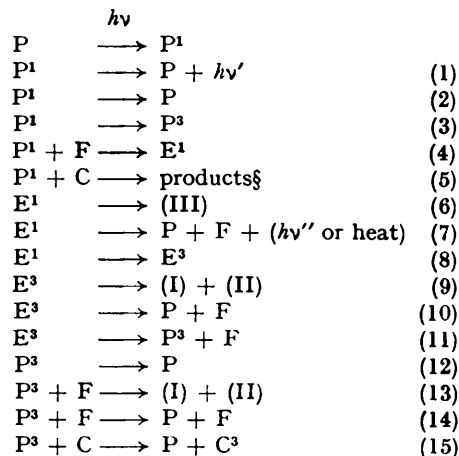 hν
P ⟶ P¹
P¹ ⟶ P + hν′ (1)
P¹ ⟶ P (2)
P¹ ⟶ P³ (3)
P¹ + F ⟶ E¹ (4)
P¹ + C ⟶ products§ (5)
E¹ ⟶ (III) (6)
E¹ ⟶ P + F + (hν″ or heat) (7)
E¹ ⟶ E³ (8)
E³ ⟶ (I) + (II) (9)
E³ ⟶ P + F (10)
E³ ⟶ P³ + F (11)
P³ ⟶ P (12)
P³ + F ⟶ (I) + (II) (13)
P³ + F ⟶ P + F (14)
P³ + C ⟶ P + C³ (15)